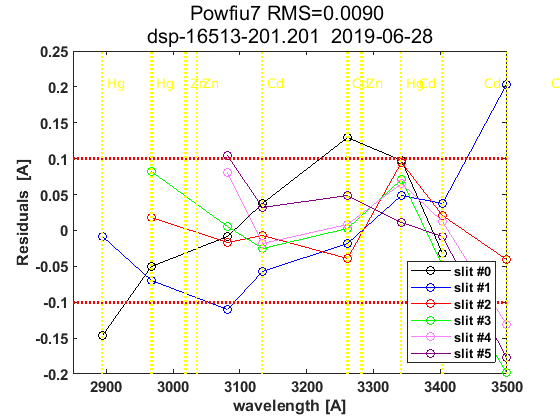 Powfiu7 RMS=0.0090
dsp-16513-201.201 2019-06-28
0.25
0.2
0.15
0.1
0.05
0
-0.05
-0.1
-0.15
-0.2
Residuals [A]
Hg Hg Zn Zn Cd Cd Zn Hg Cd Cd C
slit #0
slit #1
slit #2
slit #3
slit #4
slit #5
2900 3000 3100 3200 3300 3400 3500
wavelength [A]